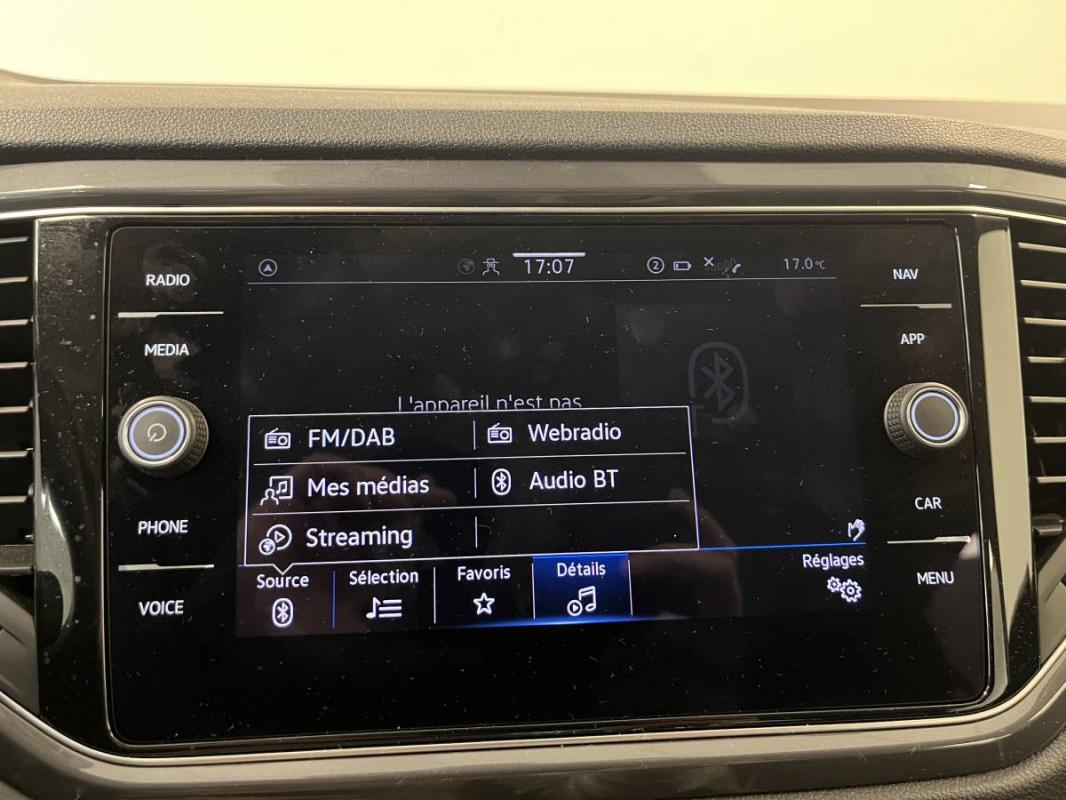 17:07
2
17.0°C
RADIO
MEDIA
PHONE
VOICE
NAV
APP
CAR
MENU
L'appareil n'est pas
FM/DAB
Webradio
Mes médias
Audio BT
Streaming
Source
Sélection
Favoris
Détails
Réglages